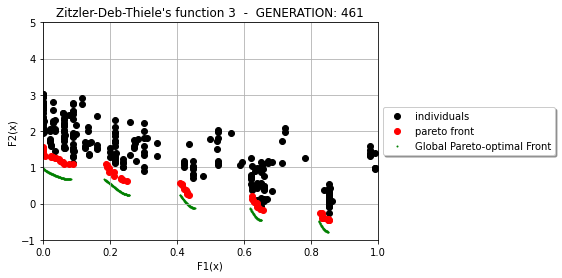 Zitzler-Deb-Thiele's function 3 - GENERATION: 461
5
4
3
2
1
0
−1
F2(x)
0.0 0.2 0.4 0.6 0.8 1.0
F1(x)
individuals
pareto front
Global Pareto-optimal Front